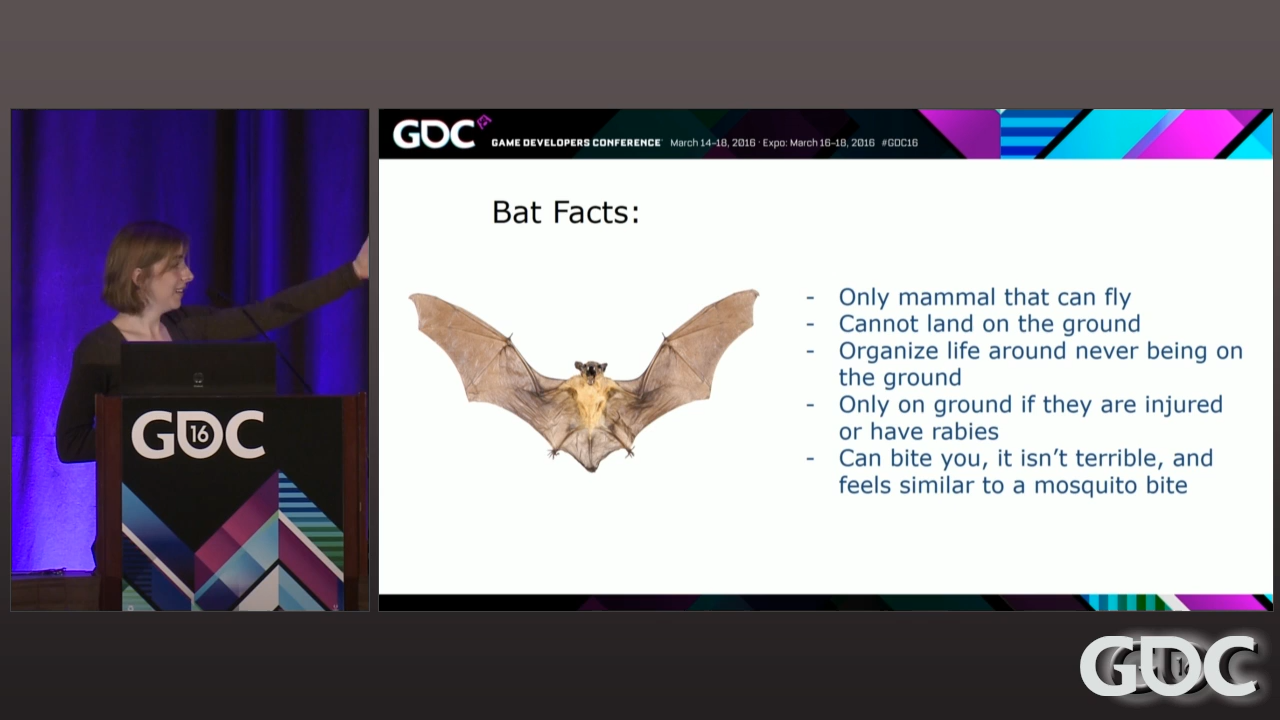 GDC
GAME DEVELOPERS CONFERENCE March 14–18, 2016 · Expo: March 16–18, 2016 #GDC16
Bat Facts:
- Only mammal that can fly
- Cannot land on the ground
- Organize life around never being on
the ground
- Only on ground if they are injured
or have rabies
- Can bite you, it isn't terrible, and
feels similar to a mosquito bite
GDC
16
GDC
16